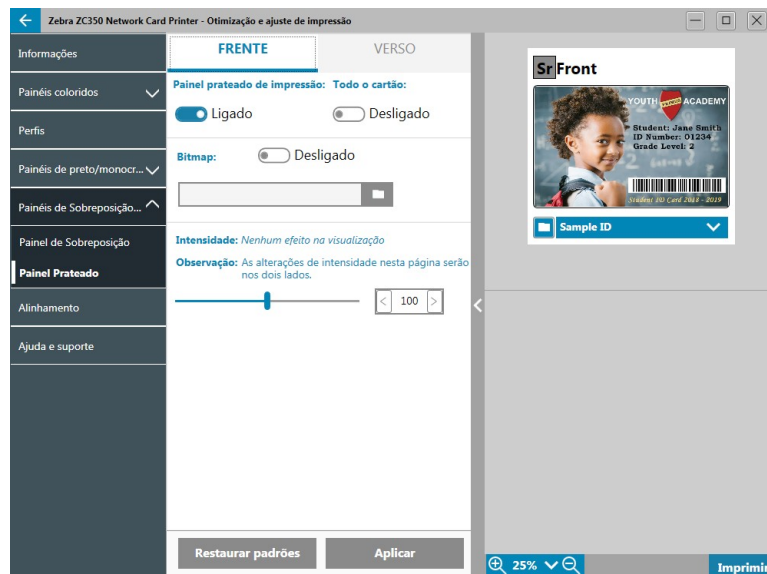 Zebra ZC350 Network Card Printer - Otimização e ajuste de impressão
Informações
Painéis coloridos
Perfis
Painéis de preto/monocr...
Painéis de Sobreposição...
Painel de Sobreposição
Painel Prateado
Alinhamento
Ajuda e suporte
FRENTE
VERSO
Painel prateado de impressão:
Todo o cartão:
Ligado
Desligado
Bitmap:
Desligado
Intensidade: Nenhum efeito na visualização
Observação: As alterações de intensidade nesta página serão
nos dois lados.
< 100 >
Restaurar padrões
Aplicar
Sr Front
YOUTH ACADEMY
Student: Jane Smith
ID Number: 01234
Grade Level: 2
Student ID Card 2018 - 2019
Sample ID
25%
Imprimir